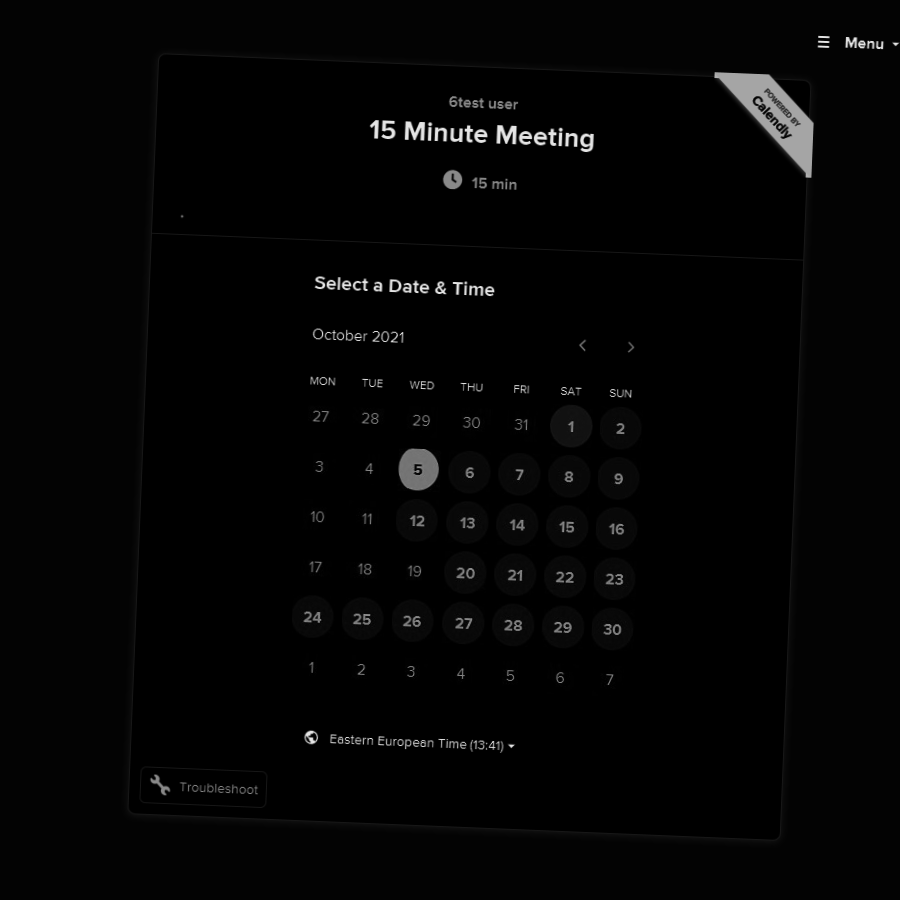 ☰ Menu
6test user
POWERED BY
Calendly
15 Minute Meeting
15 min
Select a Date & Time
October 2021
MON TUE WED THU FRI SAT SUN
27 28 29 30 31 1 2
3 4 5 6 7 8 9
10 11 12 13 14 15 16
17 18 19 20 21 22 23
24 25 26 27 28 29 30
1 2 3 4 5 6 7
Eastern European Time (13:41)
Troubleshoot